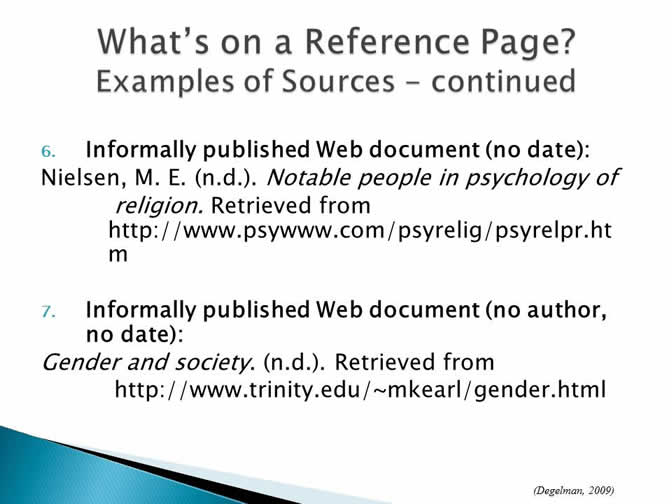 What's on a Reference Page?
Examples of Sources – continued
6. Informally published Web document (no date):
Nielsen, M. E. (n.d.). Notable people in psychology of
religion. Retrieved from
http://www.psywww.com/psyrelig/psyrelpr.ht
m
7. Informally published Web document (no author,
no date):
Gender and society. (n.d.). Retrieved from
http://www.trinity.edu/~mkearl/gender.html
(Degelman, 2009)